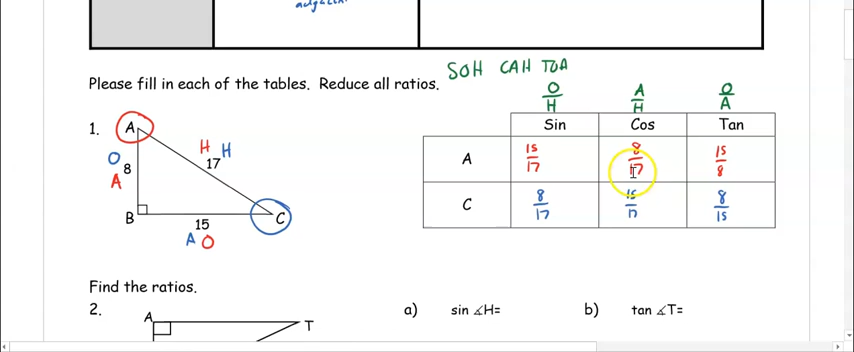 Please fill in each of the tables. Reduce all ratios.
SOH CAH TOA
O/H A/H O/A
Sin Cos Tan
A 15/17 8/17 15/8
C 8/17 15/17 8/15
1.
A
H H
17
O
8
A
B
C
15
A O
Find the ratios.
2.
A
T
a) sin ∡H=
b) tan ∡T=